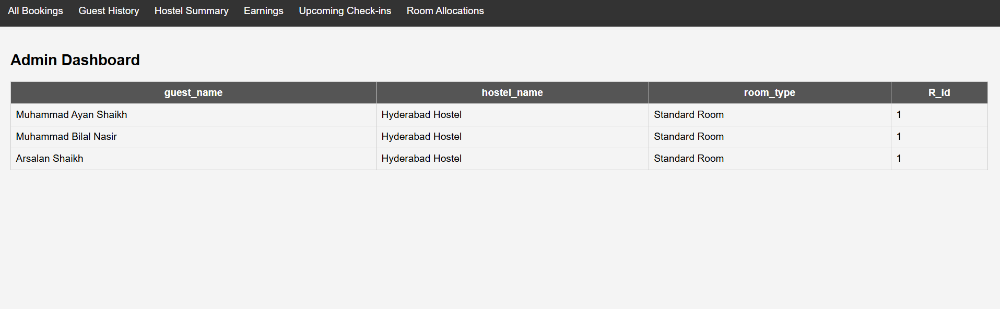 All Bookings Guest History Hostel Summary Earnings Upcoming Check-ins Room Allocations
Admin Dashboard
guest_name hostel_name room_type R_id
Muhammad Ayan Shaikh Hyderabad Hostel Standard Room 1
Muhammad Bilal Nasir Hyderabad Hostel Standard Room 1
Arsalan Shaikh Hyderabad Hostel Standard Room 1